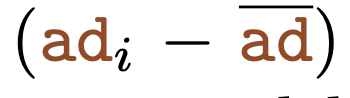 (ad_i − \overline{ad})